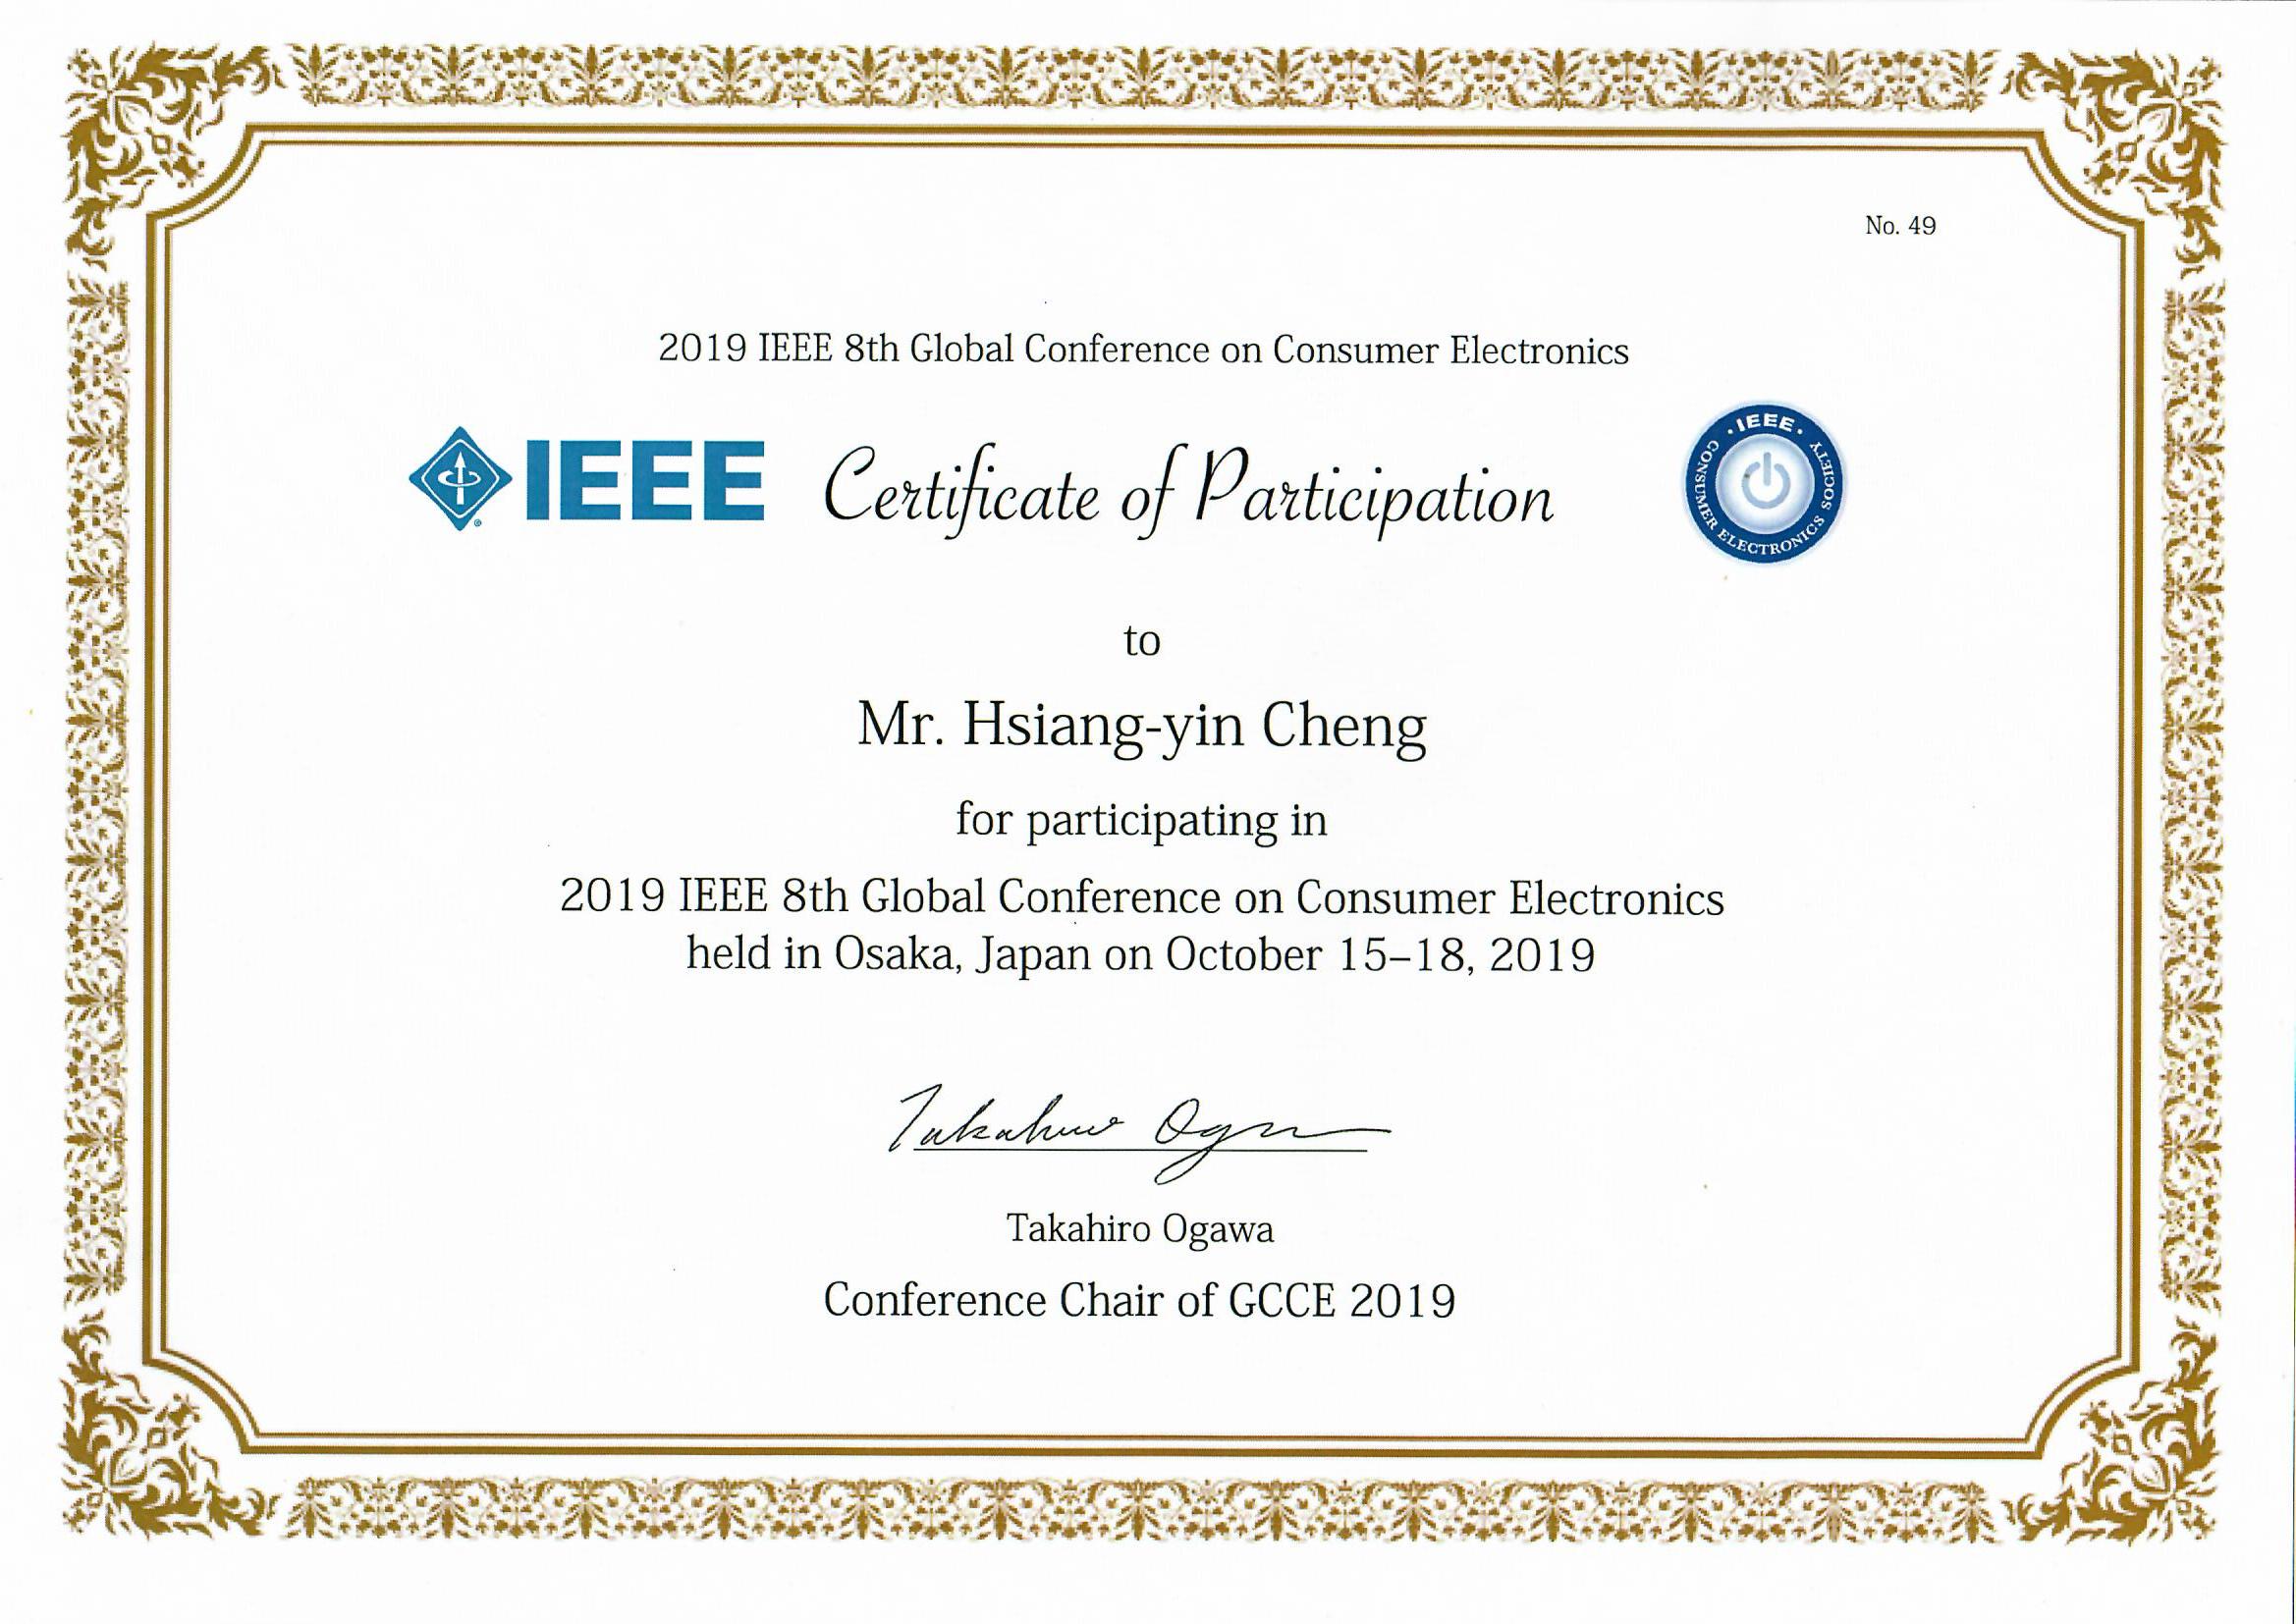 No. 49
2019 IEEE 8th Global Conference on Consumer Electronics
IEEE
Certificate of Participation
· IEEE ·
CONSUMER ELECTRONICS SOCIETY
to
Mr. Hsiang-yin Cheng
for participating in
2019 IEEE 8th Global Conference on Consumer Electronics
held in Osaka, Japan on October 15–18, 2019
Takahiro Ogawa
Takahiro Ogawa
Conference Chair of GCCE 2019